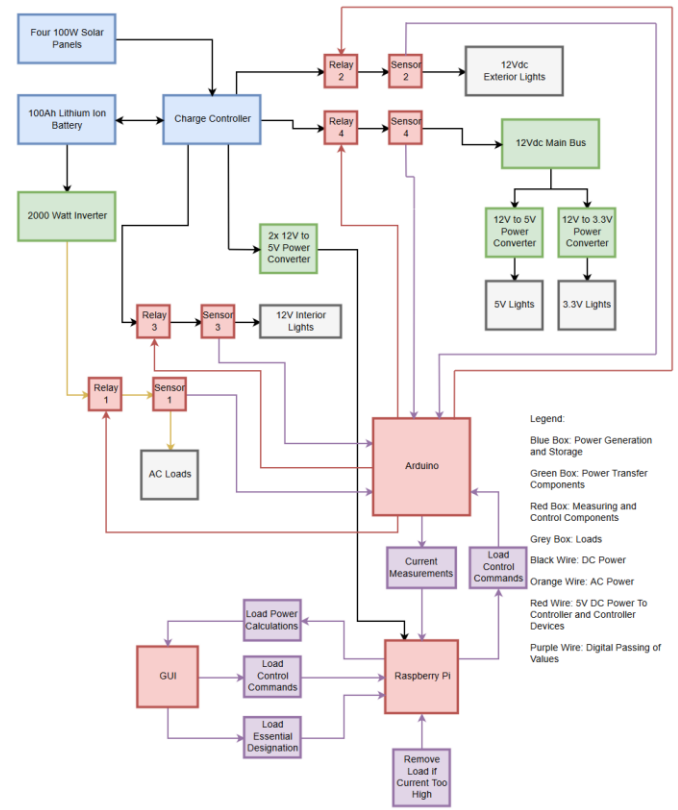 Four 100W Solar
Panels
100Ah Lithium Ion
Battery
Charge Controller
2000 Watt Inverter
Relay
2
Sensor
2
12Vdc
Exterior Lights
Relay
4
Sensor
4
12Vdc Main Bus
12V to 5V
Power
Converter
12V to 3.3V
Power
Converter
5V Lights
3.3V Lights
2x 12V to
5V Power
Converter
Relay
3
Sensor
3
12V Interior
Lights
Relay
1
Sensor
1
AC Loads
Arduino
Current
Measurements
Load
Control
Commands
Load Power
Calculations
GUI
Load
Control
Commands
Load
Essential
Designation
Raspberry Pi
Remove
Load if
Current Too
High
Legend:
Blue Box: Power Generation
and Storage
Green Box: Power Transfer
Components
Red Box: Measuring and
Control Components
Grey Box: Loads
Black Wire: DC Power
Orange Wire: AC Power
Red Wire: 5V DC Power To
Controller and Controller
Devices
Purple Wire: Digital Passing of
Values